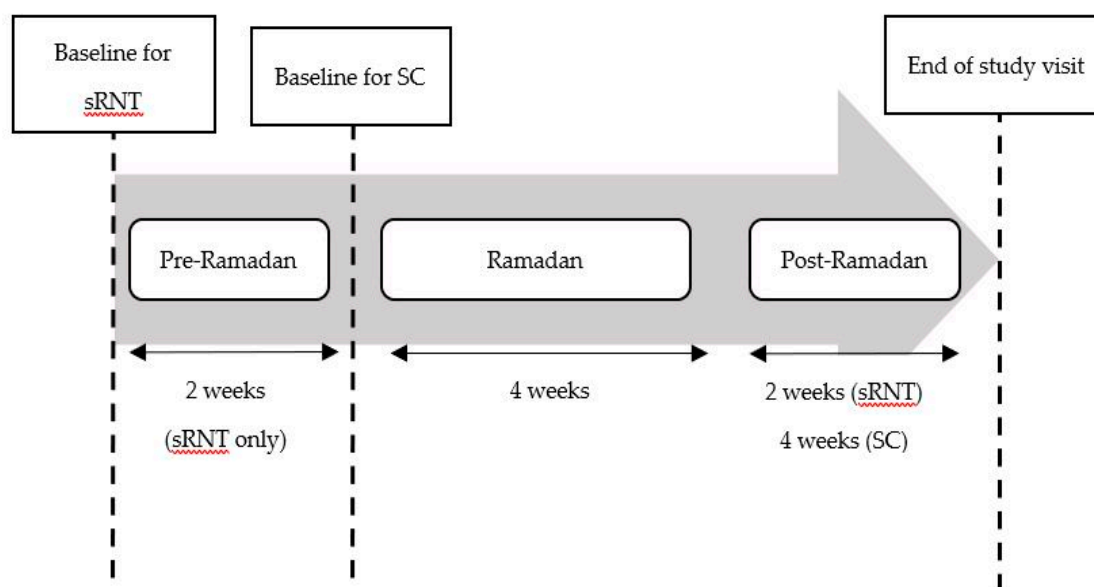 Baseline for
sRNT
Baseline for SC
End of study visit
Pre-Ramadan
Ramadan
Post-Ramadan
2 weeks
(sRNT only)
4 weeks
2 weeks (sRNT)
4 weeks (SC)